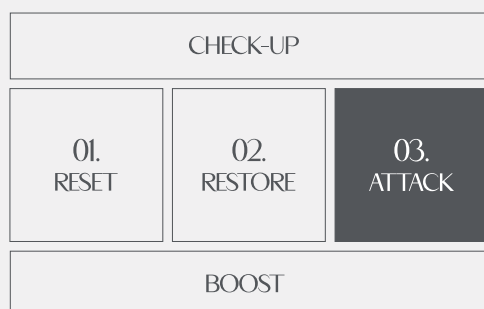 CHECK-UP
01.
RESET
02.
RESTORE
03.
ATTACK
BOOST